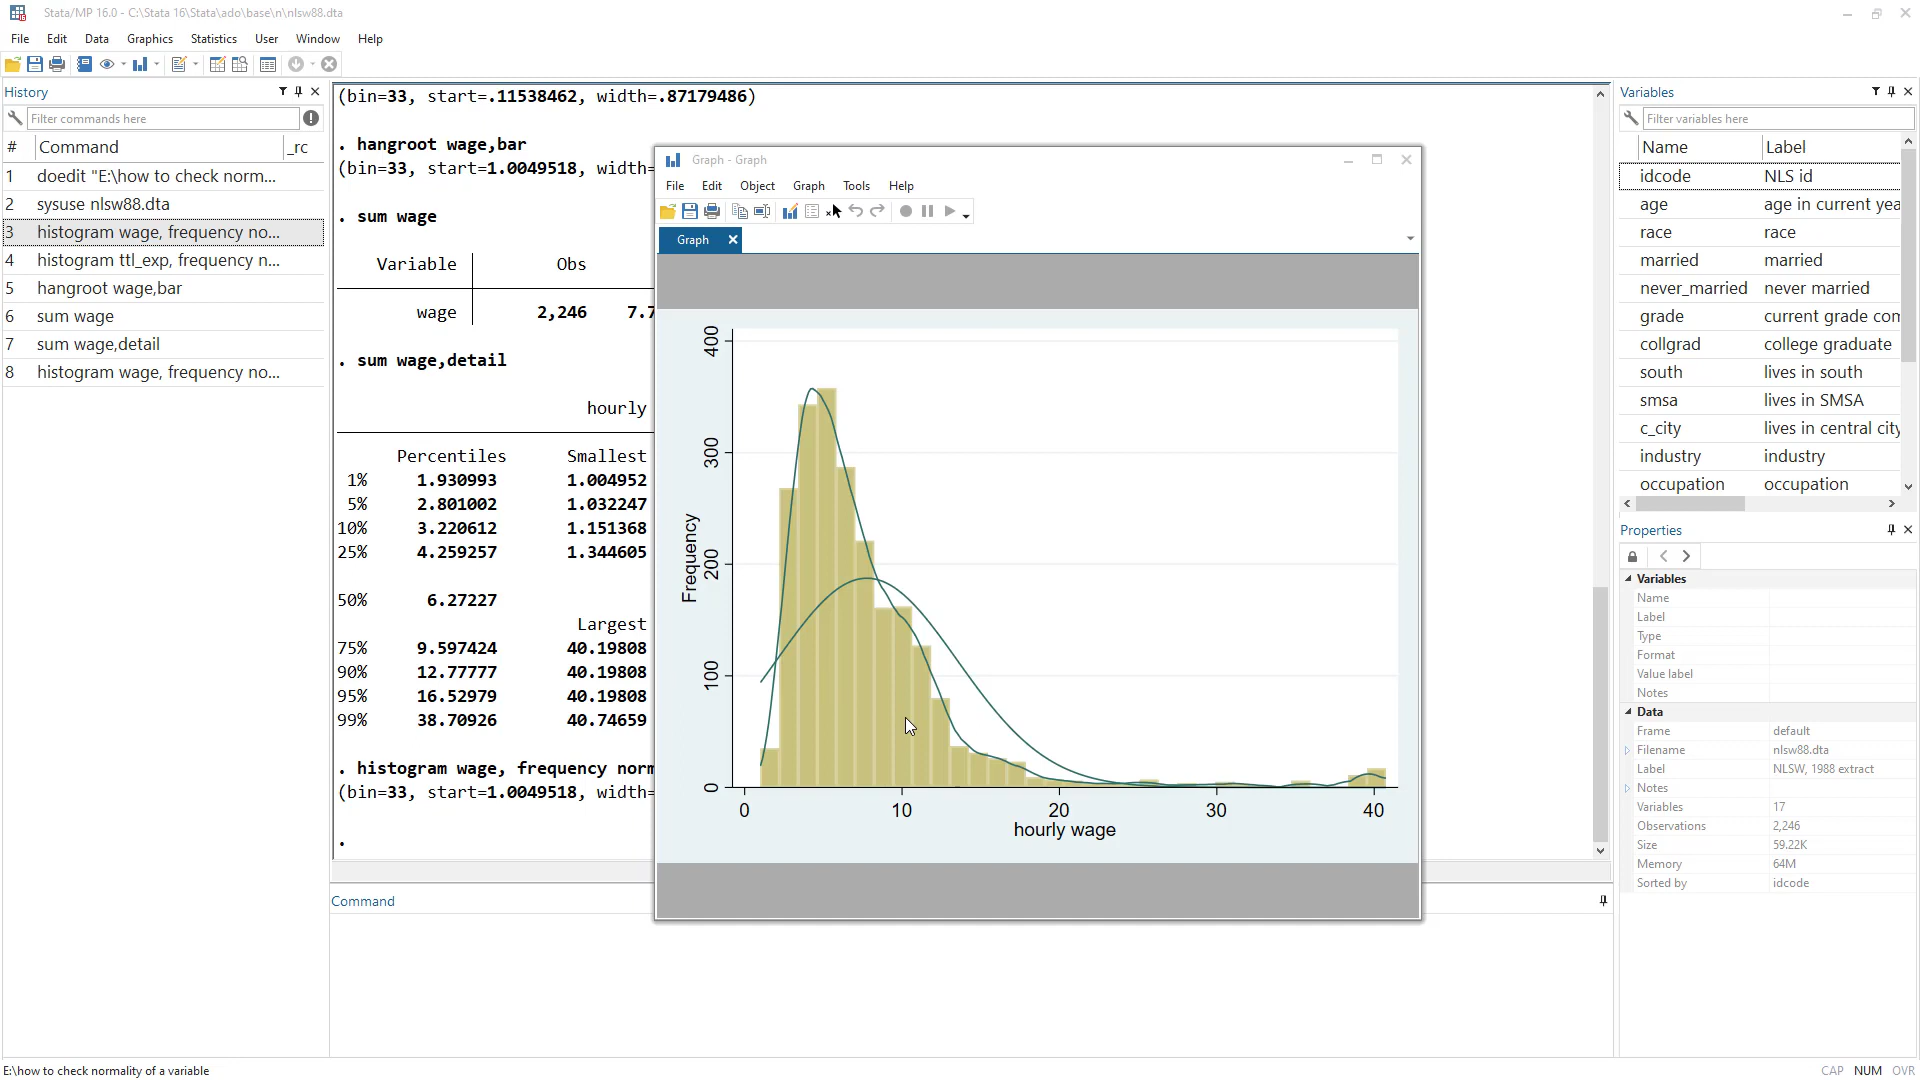 Stata/MP 16.0 - C:\Stata 16\Stata\ado\base\n\nlsw88.dta
File Edit Data Graphics Statistics User Window Help
History
Filter commands here
# Command _rc
1 doedit "E:\how to check norm...
2 sysuse nlsw88.dta
3 histogram wage, frequency no...
4 histogram ttl_exp, frequency n...
5 hangroot wage,bar
6 sum wage
7 sum wage,detail
8 histogram wage, frequency no...
(bin=33, start=.11538462, width=.87179486)
. hangroot wage,bar
(bin=33, start=1.0049518, width=
. sum wage
Variable Obs
wage 2,246 7.7
. sum wage,detail
hourly
Percentiles Smallest
1% 1.930993 1.004952
5% 2.801002 1.032247
10% 3.220612 1.151368
25% 4.259257 1.344605
50% 6.27227
Largest
75% 9.597424 40.19808
90% 12.77777 40.19808
95% 16.52979 40.19808
99% 38.70926 40.74659
. histogram wage, frequency norm
(bin=33, start=1.0049518, width=
.
Command
Graph - Graph
File Edit Object Graph Tools Help
Graph
400
300
200
100
0
Frequency
0 10 20 30 40
hourly wage
Variables
Filter variables here
Name Label
idcode NLS id
age age in current yea
race race
married married
never_married never married
grade current grade com
collgrad college graduate
south lives in south
smsa lives in SMSA
c_city lives in central city
industry industry
occupation occupation
Properties
Variables
Name
Label
Type
Format
Value label
Notes
Data
Frame default
Filename nlsw88.dta
Label NLSW, 1988 extract
Notes
Variables 17
Observations 2,246
Size 59.22K
Memory 64M
Sorted by idcode
E:\how to check normality of a variable
CAP NUM OVR